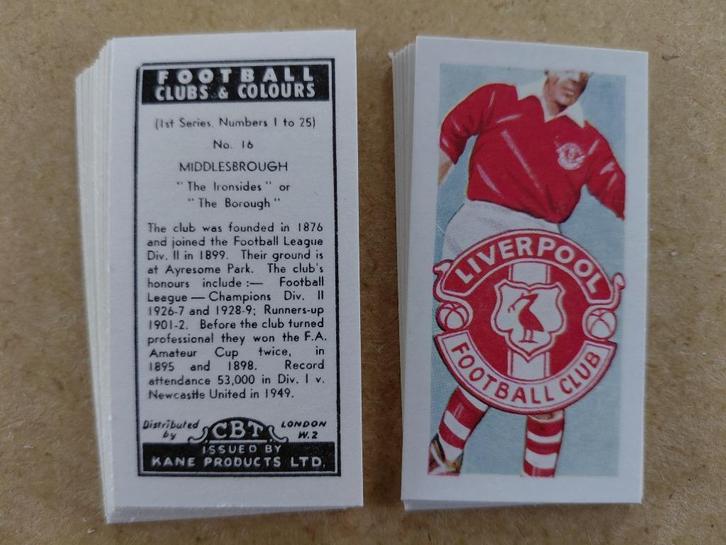 FOOTBALL
CLUBS & COLOURS
(1st Series. Numbers 1 to 25)
No. 16
MIDDLESBROUGH
"The Ironsides" or
"The Borough"
The club was founded in 1876
and joined the Football League
Div. II in 1899. Their ground is
at Ayresome Park. The club's
honours include :— Football
League — Champions Div. II
1926-7 and 1928-9; Runners-up
1901-2. Before the club turned
professional they won the F.A.
Amateur Cup twice, in
1895 and 1898. Record
attendance 53,000 in Div. I v.
Newcastle United in 1949.
Distributed by CBT LONDON W.2
ISSUED BY
KANE PRODUCTS LTD.
LIVERPOOL
FOOTBALL CLUB